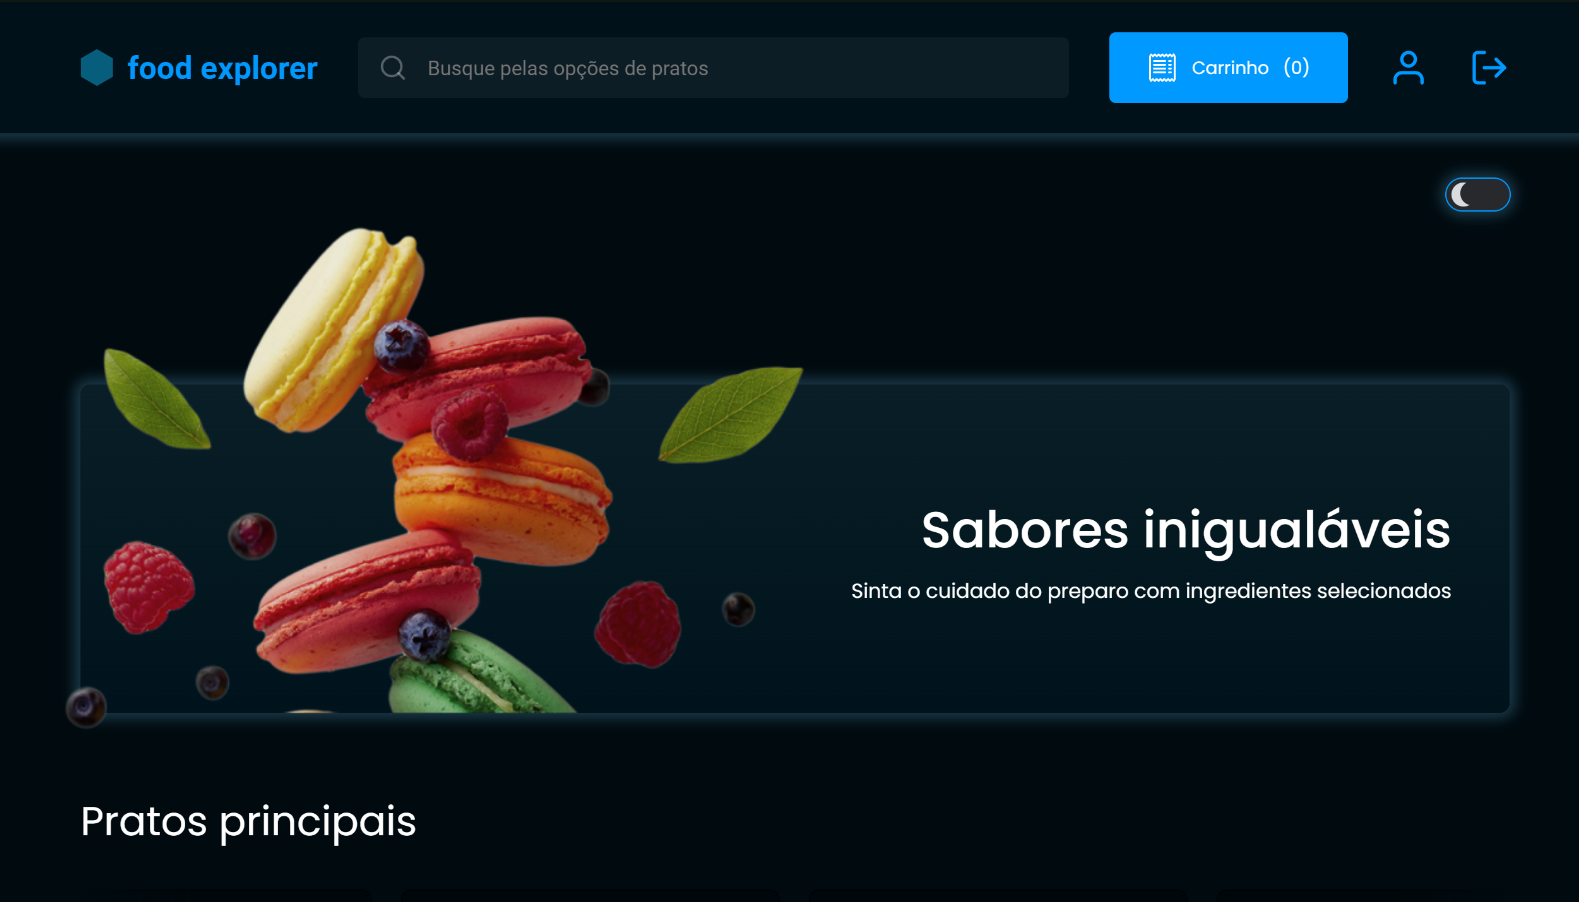 food explorer
Busque pelas opções de pratos
Carrinho (0)
Sabores inigualáveis
Sinta o cuidado do preparo com ingredientes selecionados
Pratos principais